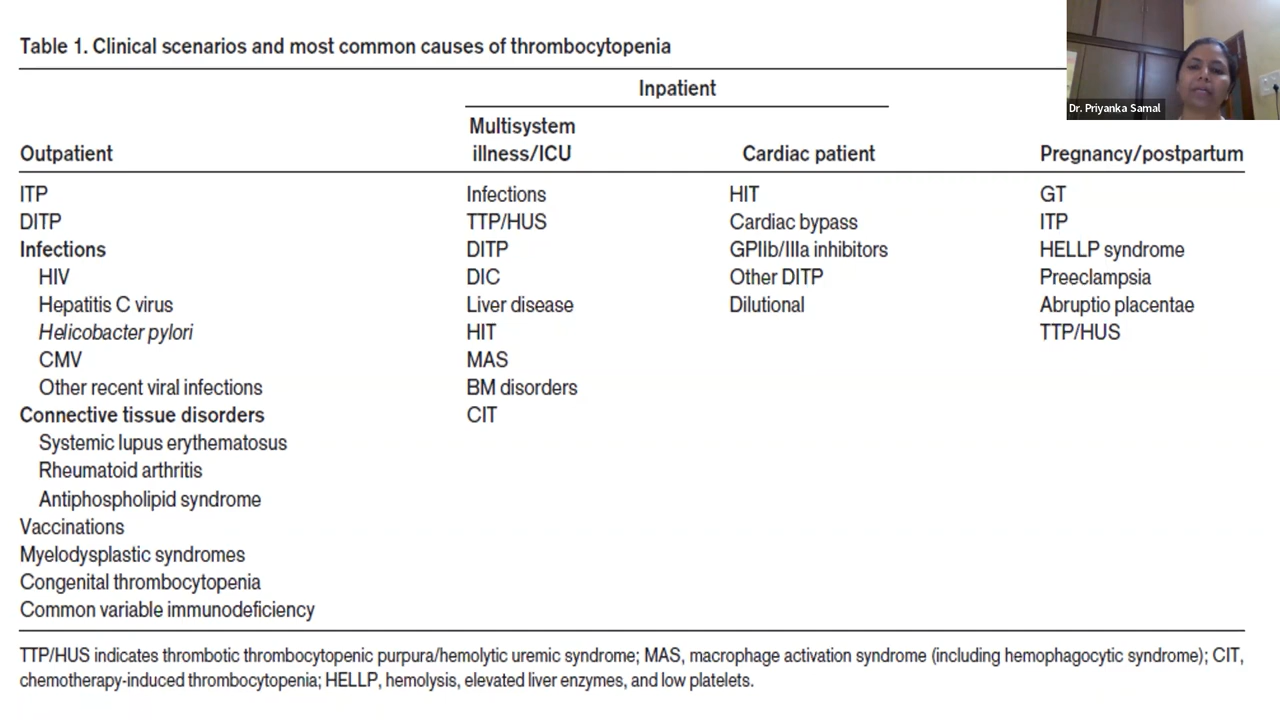 Table 1. Clinical scenarios and most common causes of thrombocytopenia
Dr. Priyanka Samal
Inpatient
Outpatient
Multisystem
illness/ICU
Cardiac patient
Pregnancy/postpartum
ITP Infections HIT GT
DITP TTP/HUS Cardiac bypass ITP
Infections DITP GPIIb/IIIa inhibitors HELLP syndrome
HIV DIC Other DITP Preeclampsia
Hepatitis C virus Liver disease Dilutional Abruptio placentae
Helicobacter pylori HIT TTP/HUS
CMV MAS
Other recent viral infections BM disorders
Connective tissue disorders CIT
Systemic lupus erythematosus
Rheumatoid arthritis
Antiphospholipid syndrome
Vaccinations
Myelodysplastic syndromes
Congenital thrombocytopenia
Common variable immunodeficiency
TTP/HUS indicates thrombotic thrombocytopenic purpura/hemolytic uremic syndrome; MAS, macrophage activation syndrome (including hemophagocytic syndrome); CIT,
chemotherapy-induced thrombocytopenia; HELLP, hemolysis, elevated liver enzymes, and low platelets.